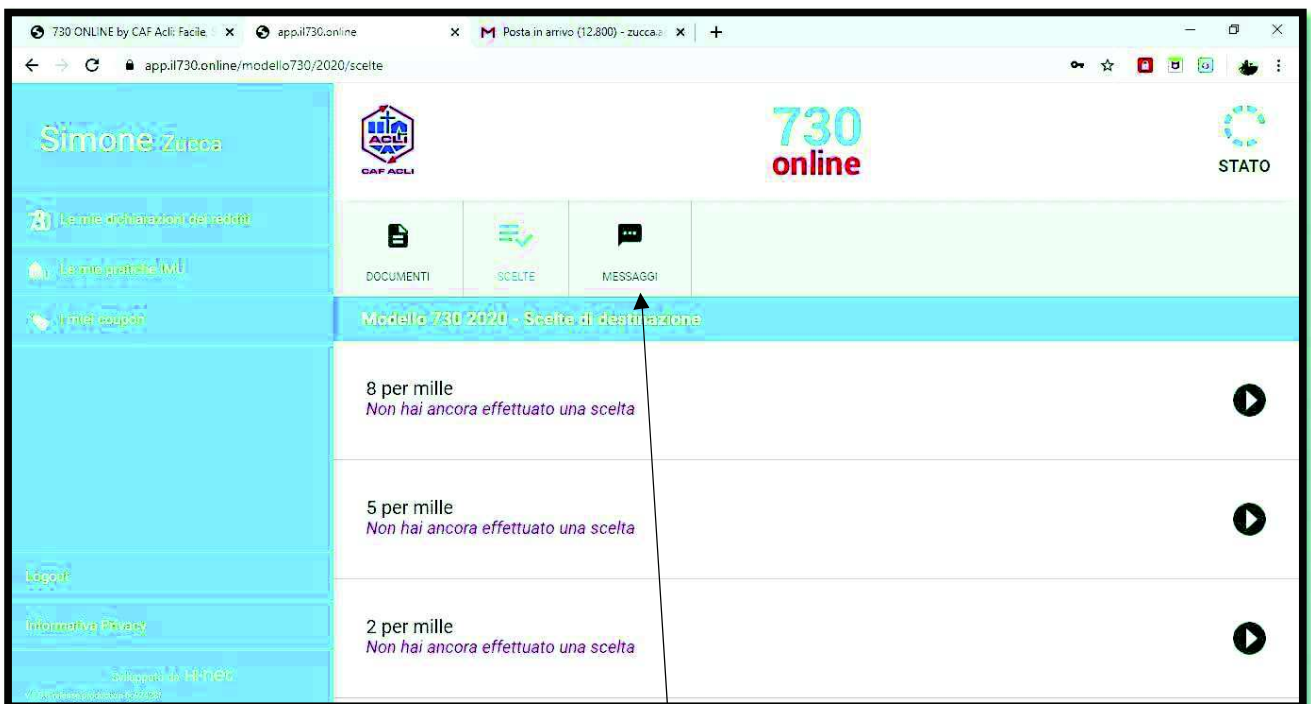 730 ONLINE by CAF Acli: Facile,
app.il730.online
Posta in arrivo (12.800) - zucca.a
app.il730.online/modello730/2020/scelte
Simone Zucca
Le mie dichiarazioni dei redditi
Le mie pratiche IMU
I miei coupon
Logout
Informativa Privacy
Sviluppato da Hi-Net
ACLI
CAF ACLI
730
online
STATO
DOCUMENTI
SCELTE
MESSAGGI
Modello 730 2020 - Scelte di destinazione
8 per mille
Non hai ancora effettuato una scelta
5 per mille
Non hai ancora effettuato una scelta
2 per mille
Non hai ancora effettuato una scelta